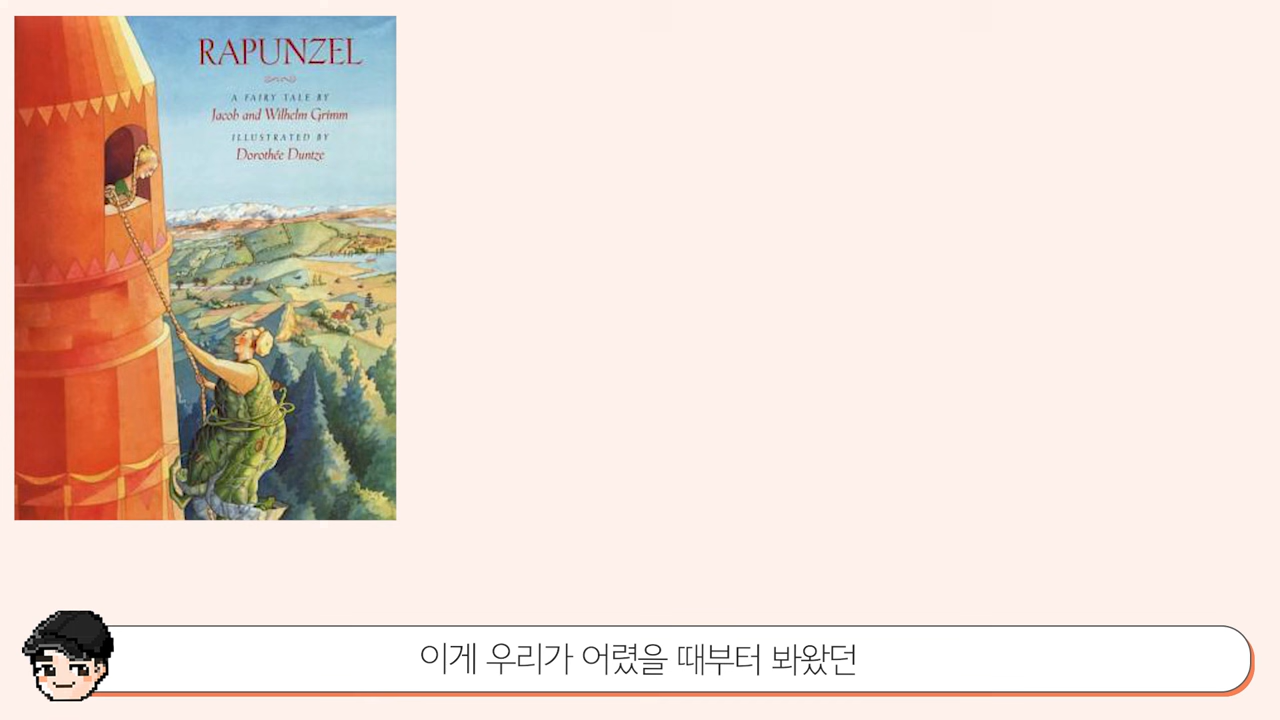 RAPUNZEL
A FAIRY TALE BY
Jacob and Wilhelm Grimm
ILLUSTRATED BY
Dorothée Duntze
이게 우리가 어렸을 때부터 봐왔던